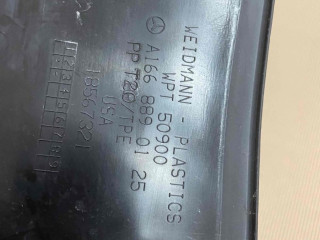 WEIDMANN - PLASTICS
WPT 50900
A166 889 01 25
PP T20/TPE
USA